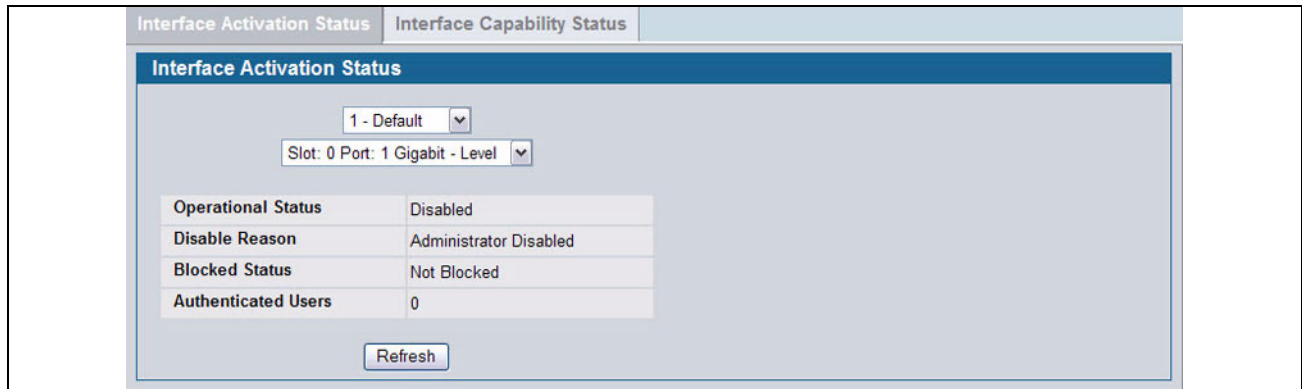 Interface Activation Status Interface Capability Status
Interface Activation Status
1 - Default
Slot: 0 Port: 1 Gigabit - Level
Operational Status Disabled
Disable Reason Administrator Disabled
Blocked Status Not Blocked
Authenticated Users 0
Refresh